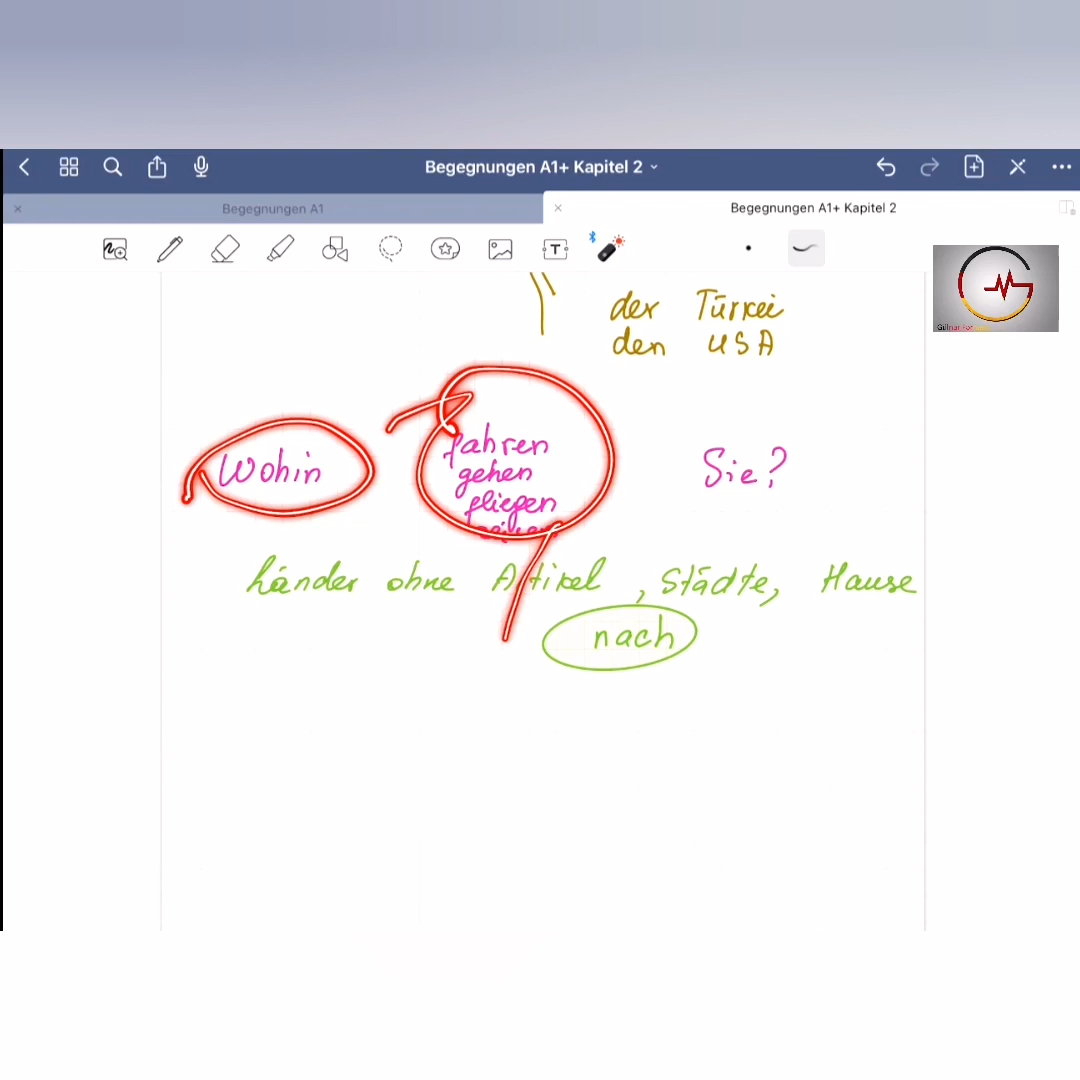 Begegnungen A1+ Kapitel 2
Begegnungen A1
Begegnungen A1+ Kapitel 2
T
der Türkei
den USA
Wohin fahren Sie?
gehen
fliegen
Länder ohne Artikel, Städte, Hause
nach